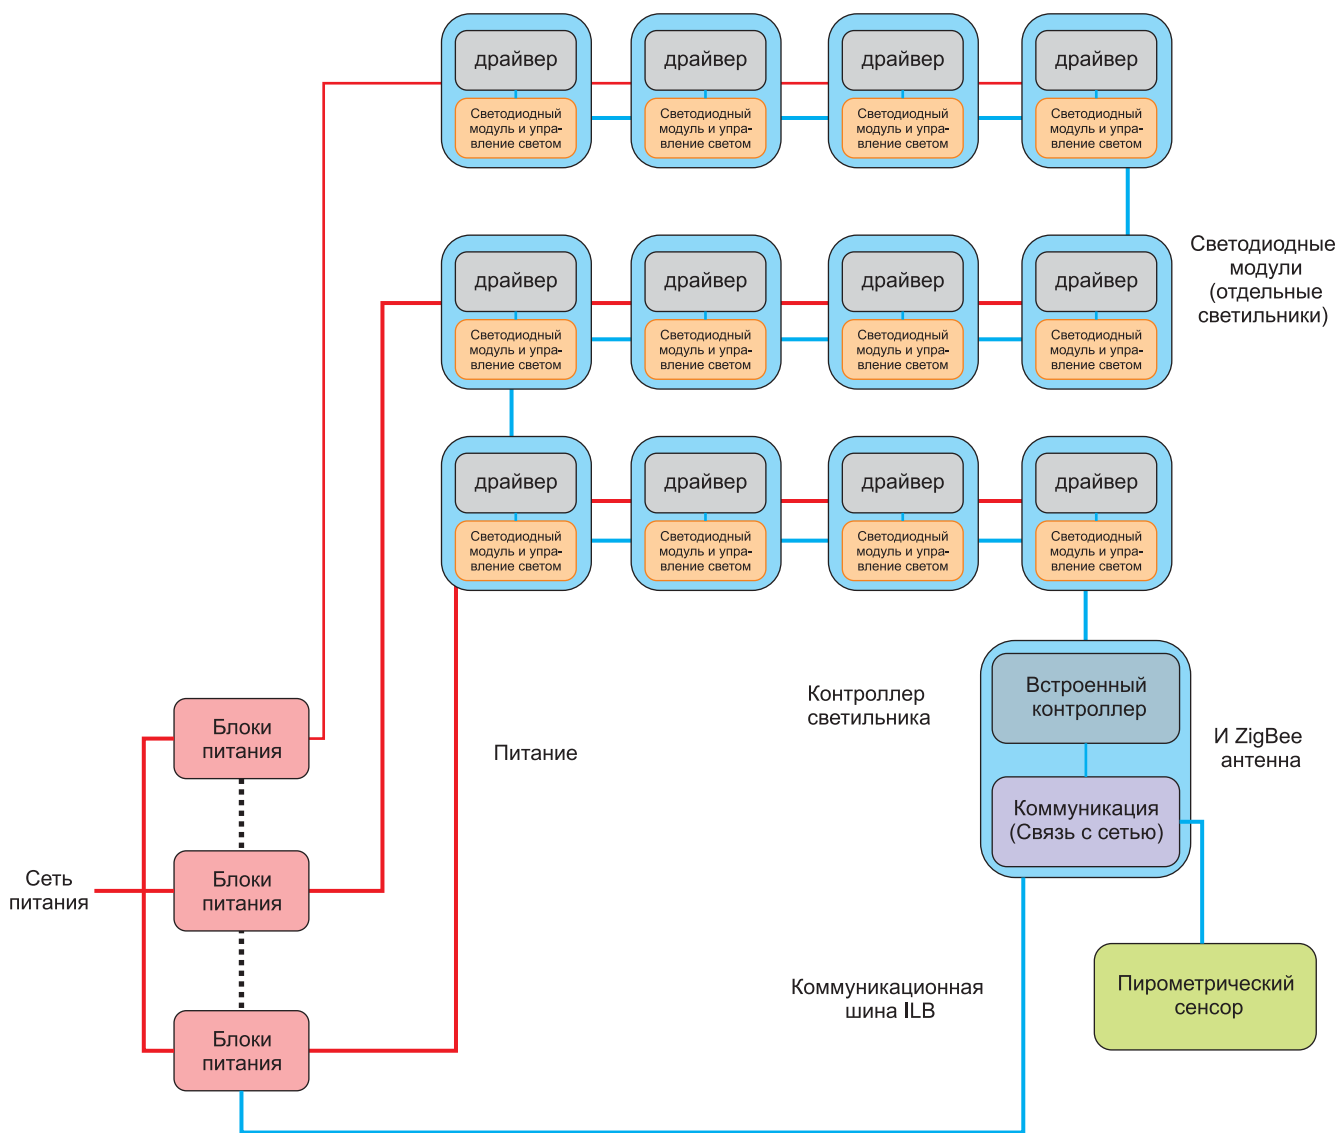 драйвер
драйвер
драйвер
драйвер
Светодиодный
модуль и упра-
вление светом
Светодиодный
модуль и упра-
вление светом
Светодиодный
модуль и упра-
вление светом
Светодиодный
модуль и упра-
вление светом
драйвер
драйвер
драйвер
драйвер
Светодиодный
модуль и упра-
вление светом
Светодиодный
модуль и упра-
вление светом
Светодиодный
модуль и упра-
вление светом
Светодиодный
модуль и упра-
вление светом
Светодиодные
модули
(отдельные
светильники)
драйвер
драйвер
драйвер
драйвер
Светодиодный
модуль и упра-
вление светом
Светодиодный
модуль и упра-
вление светом
Светодиодный
модуль и упра-
вление светом
Светодиодный
модуль и упра-
вление светом
Контроллер
светильника
Встроенный
контроллер
И ZigBee
антенна
Коммуникация
(Связь с сетью)
Блоки
питания
Питание
Сеть
питания
Блоки
питания
Коммуникационная
шина ILB
Пирометрический
сенсор
Блоки
питания